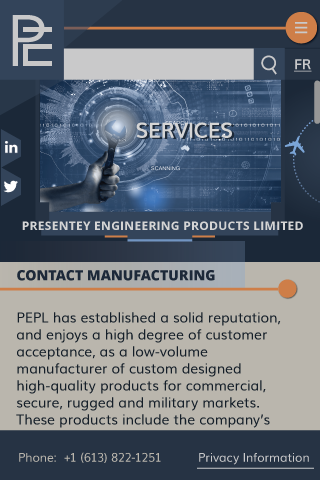 PE
FR
SERVICES
SCANNING
in
PRESENTEY ENGINEERING PRODUCTS LIMITED
CONTACT MANUFACTURING
PEPL has established a solid reputation,
and enjoys a high degree of customer
acceptance, as a low-volume
manufacturer of custom designed
high-quality products for commercial,
secure, rugged and military markets.
These products include the company's
Phone: +1 (613) 822-1251
Privacy Information